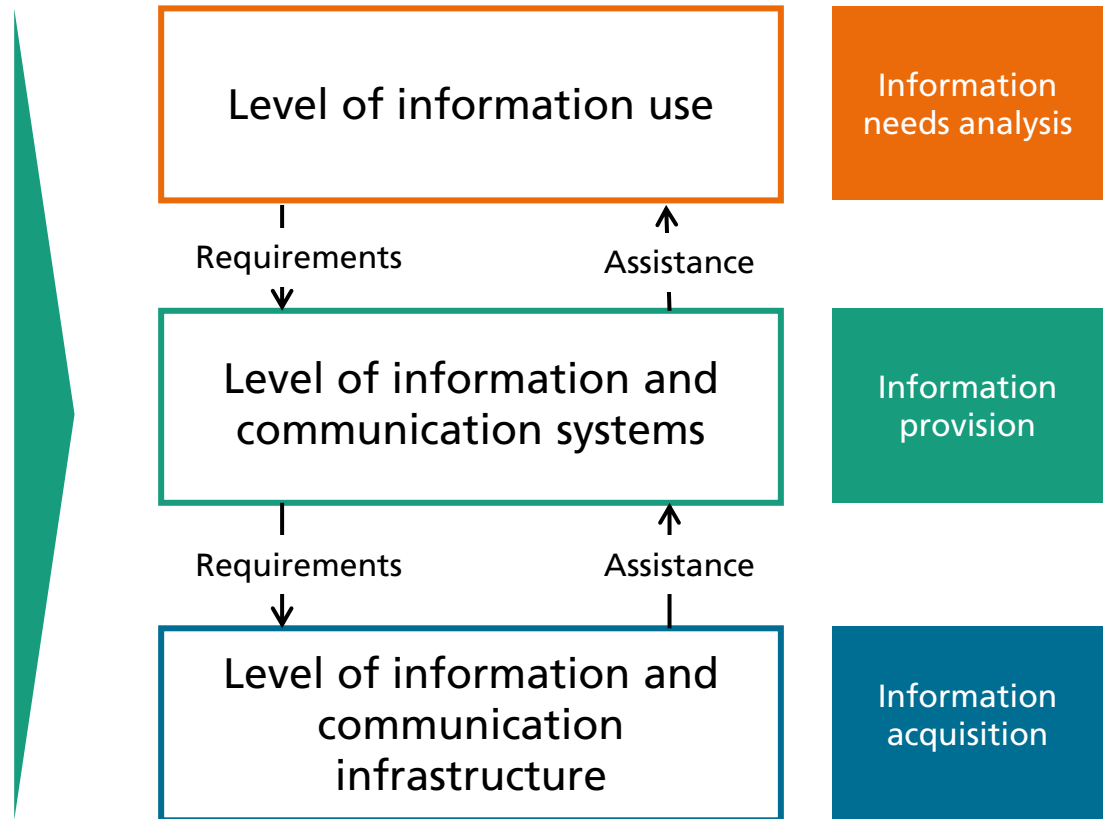 Level of information use
Information
needs analysis
Requirements
Assistance
Level of information and
communication systems
Information
provision
Requirements
Assistance
Level of information and
communication
infrastructure
Information
acquisition